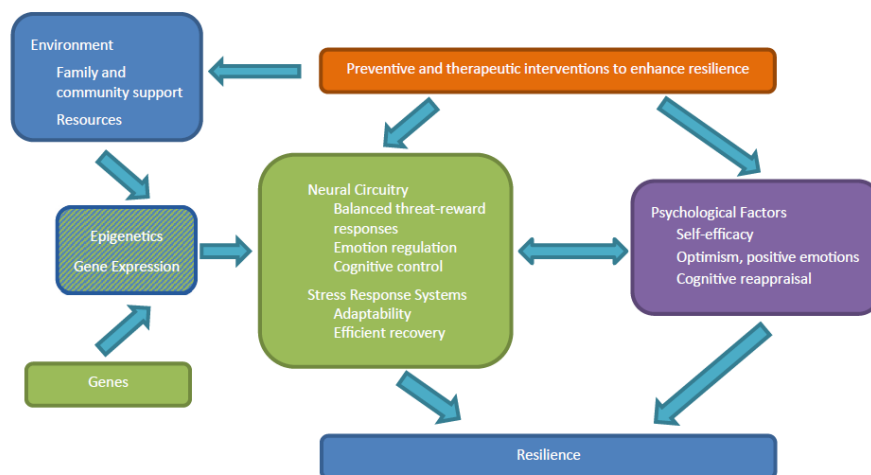 Environment
Family and
community support
Resources
Preventive and therapeutic interventions to enhance resilience
Epigenetics
Gene Expression
Genes
Neural Circuitry
Balanced threat-reward
responses
Emotion regulation
Cognitive control
Stress Response Systems
Adaptability
Efficient recovery
Psychological Factors
Self-efficacy
Optimism, positive emotions
Cognitive reappraisal
Resilience